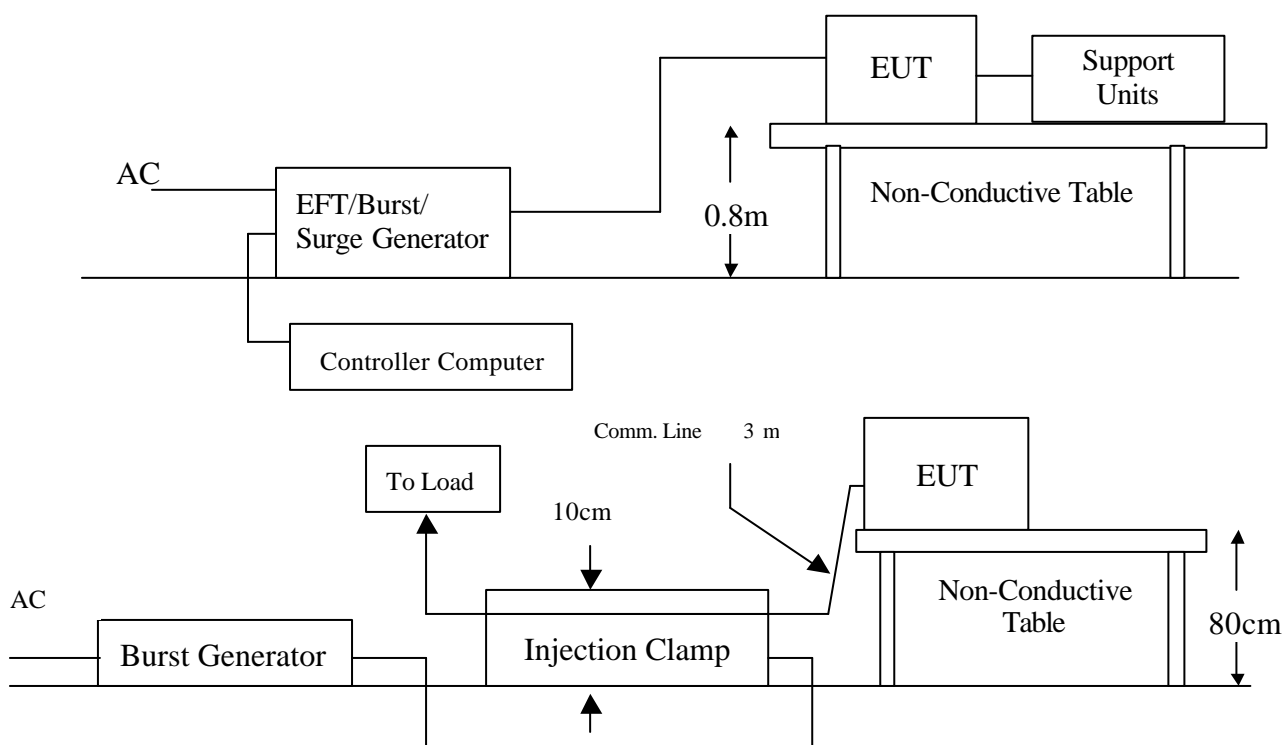 EUT
Support
Units
AC
EFT/Burst/
Surge Generator
0.8m
Non-Conductive Table
Controller Computer
Comm. Line 3 m
To Load
10cm
EUT
AC
Burst Generator
Injection Clamp
Non-Conductive
Table
80cm